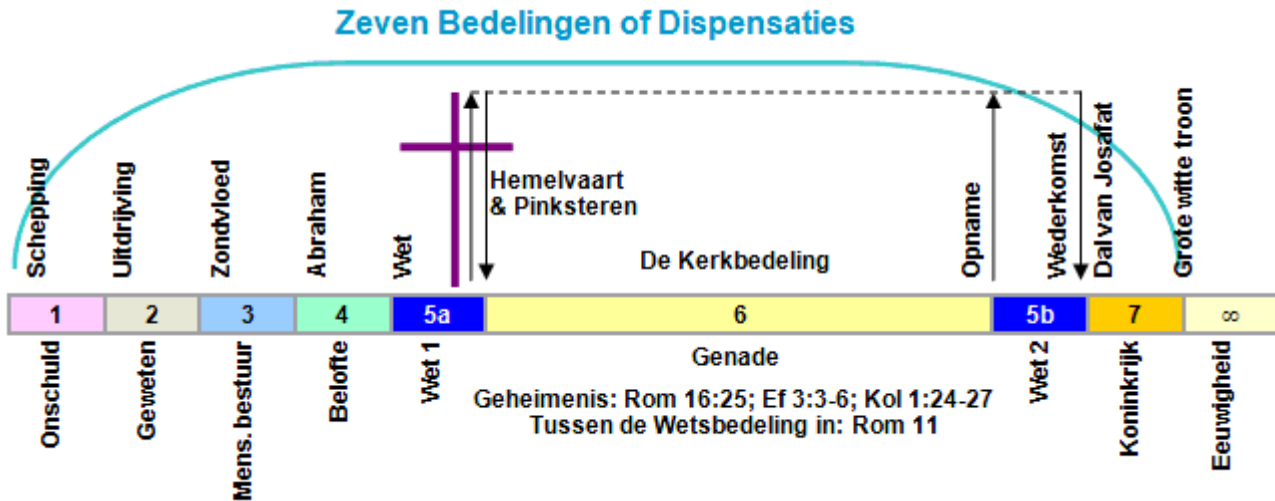 Zeven Bedelingen of Dispensaties
Schepping
Uitdrijving
Zondvloed
Abraham
Wet
Hemelvaart
& Pinksteren
De Kerkbedeling
Opname
Wederkomst
Dal van Josafat
Grote witte troon
1
2
3
4
5a
6
5b
7
∞
Onschuld
Geweten
Mens. bestuur
Belofte
Wet 1
Genade
Geheimenis: Rom 16:25; Ef 3:3-6; Kol 1:24-27
Tussen de Wetsbedeling in: Rom 11
Wet 2
Koninkrijk
Eeuwigheid